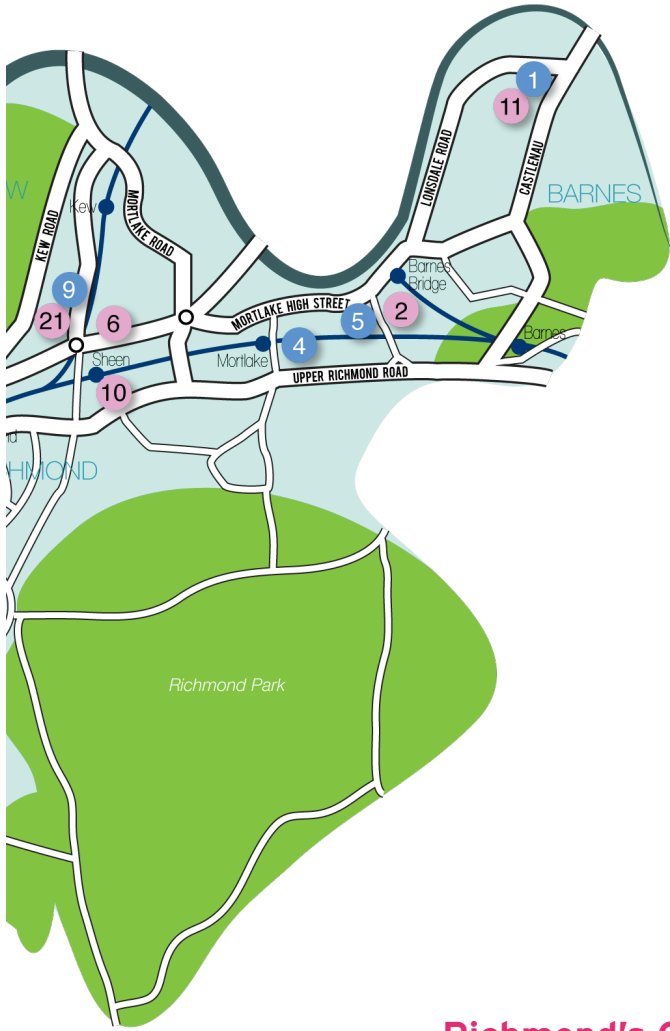 1
11
LONSDALE ROAD
CASTLENAU
BARNES
W
Kew
KEW ROAD
MORTLAKE ROAD
Barnes
Bridge
9
21
6
MORTLAKE HIGH STREET
5
2
Sheen
Mortlake
4
Barnes
10
UPPER RICHMOND ROAD
nd
HMOND
Richmond Park